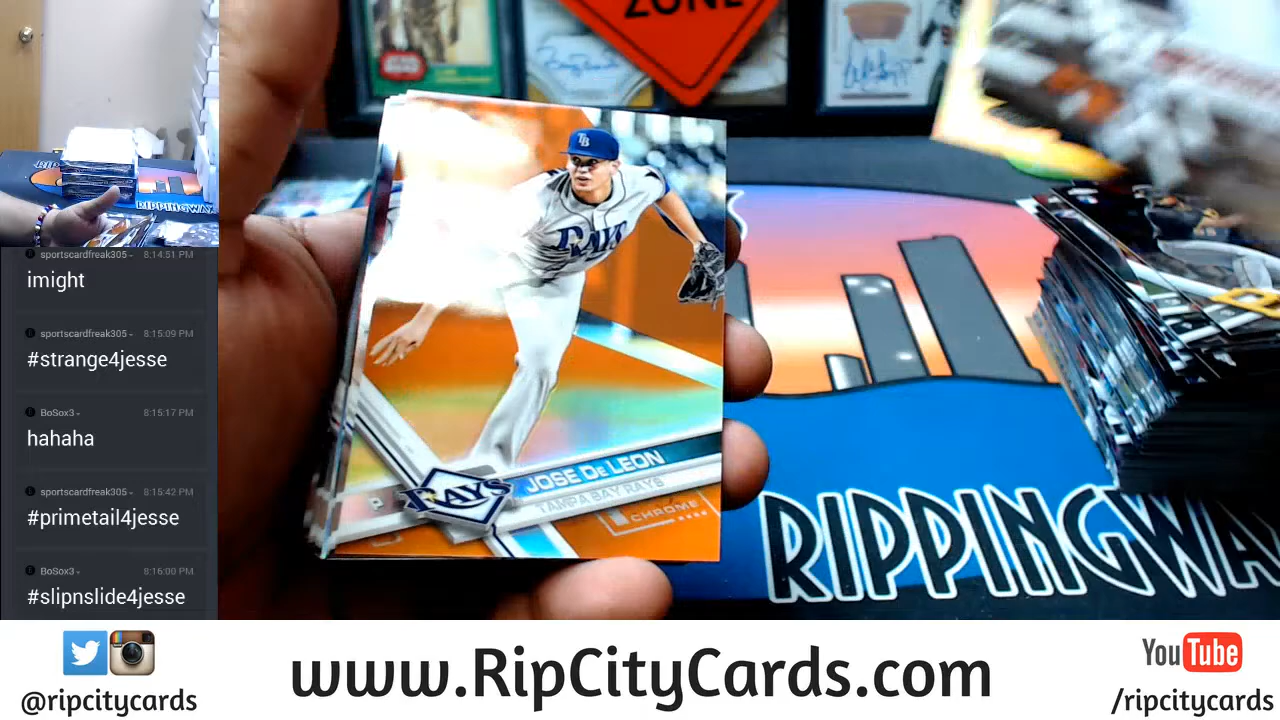 ZONE
TB
RAYS
JOSE De LEON
TAMPA BAY RAYS
RAYS
P
CHROME
RIPPINGWA
RIPPINGWA
sportscardfreak305 8:14:51 PM
imight
sportscardfreak305 8:15:09 PM
#strange4jesse
BoSox3 8:15:17 PM
hahaha
sportscardfreak305 8:15:42 PM
#primetail4jesse
BoSox3 8:16:00 PM
#slipnslide4jesse
@ripcitycards
www.RipCityCards.com
YouTube
/ripcitycards